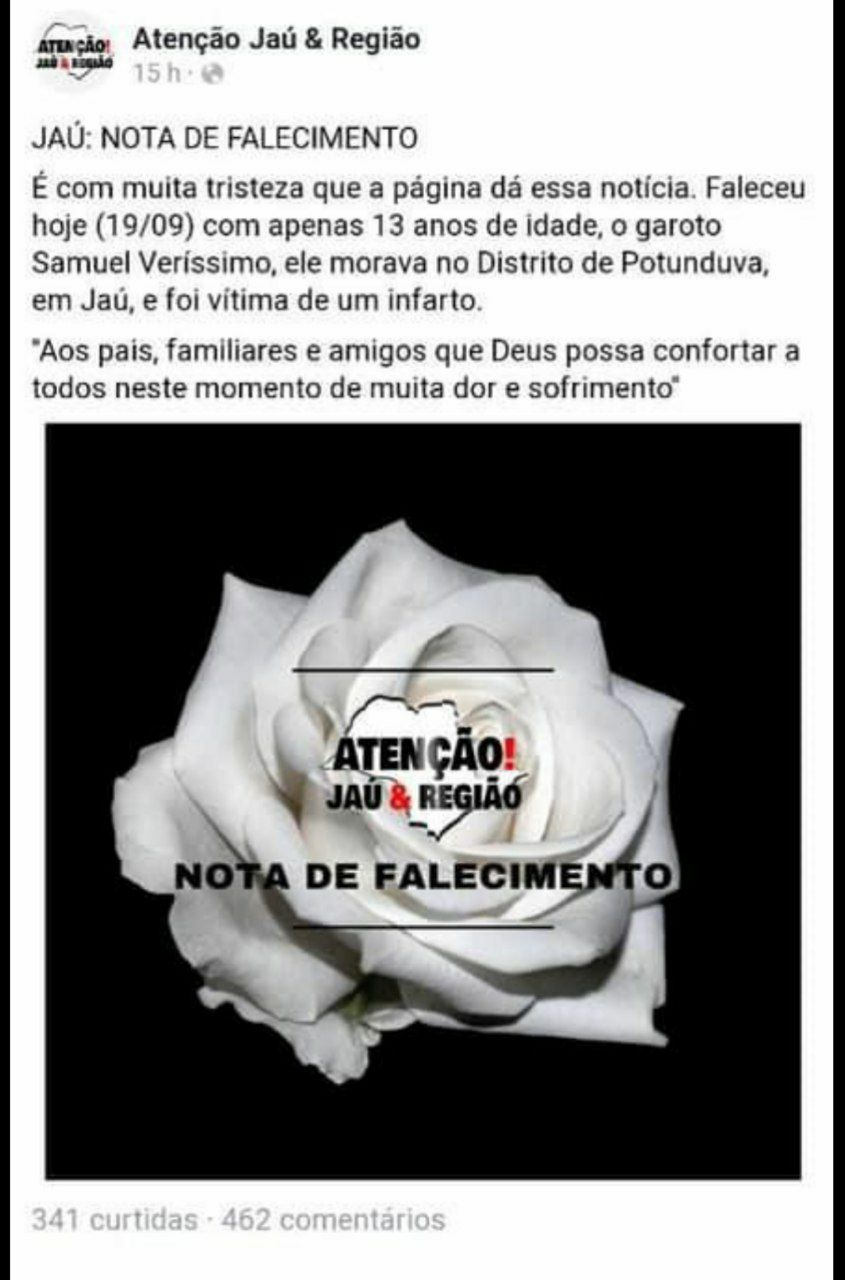 ATENÇÃO!
JAÚ & REGIÃO
Atenção Jaú & Região
15 h ·
JAÚ: NOTA DE FALECIMENTO
É com muita tristeza que a página dá essa notícia. Faleceu
hoje (19/09) com apenas 13 anos de idade, o garoto
Samuel Veríssimo, ele morava no Distrito de Potunduva,
em Jaú, e foi vítima de um infarto.
"Aos pais, familiares e amigos que Deus possa confortar a
todos neste momento de muita dor e sofrimento"
ATENÇÃO!
JAÚ & REGIÃO
NOTA DE FALECIMENTO
341 curtidas · 462 comentários